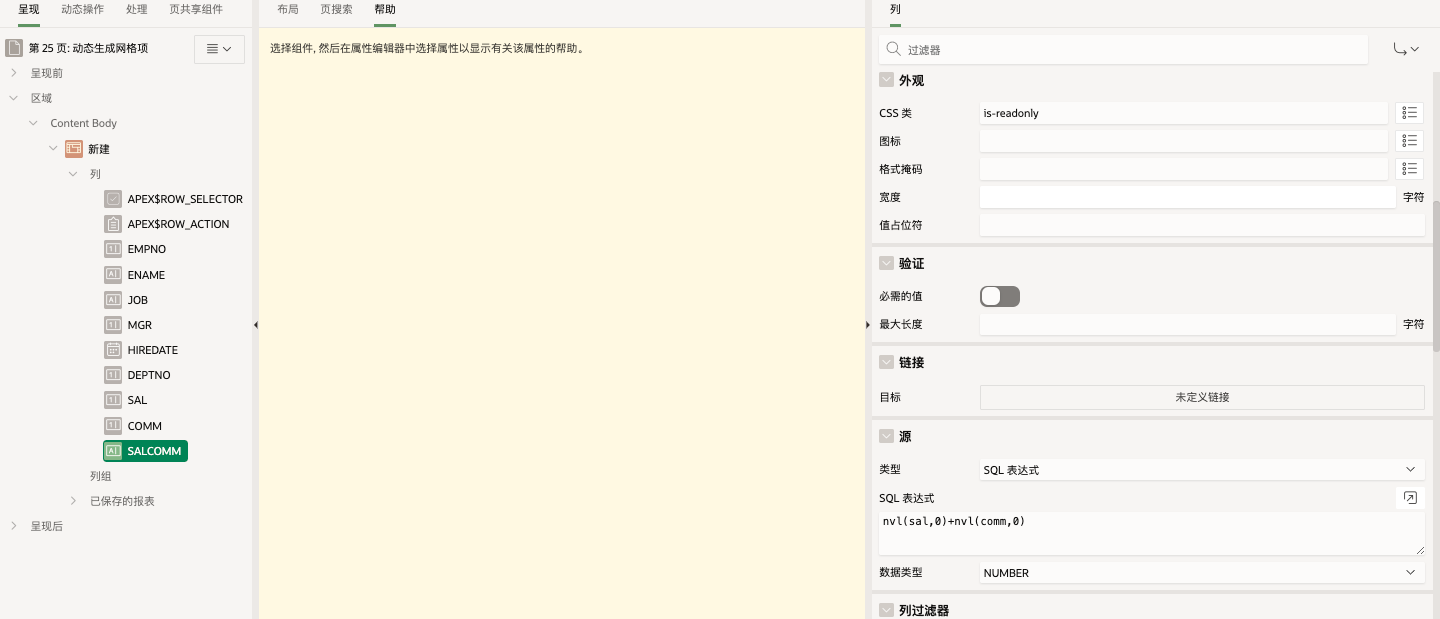 呈现 动态操作 处理 页共享组件
第 25 页: 动态生成网格项
呈现前
区域
Content Body
新建
列
APEX$ROW_SELECTOR
APEX$ROW_ACTION
EMPNO
ENAME
JOB
MGR
HIREDATE
DEPTNO
SAL
COMM
SALCOMM
列组
已保存的报表
呈现后
布局 页搜索 帮助
选择组件, 然后在属性编辑器中选择属性以显示有关该属性的帮助。
列
过滤器
外观
CSS 类 is-readonly
图标
格式掩码
宽度 字符
值占位符
验证
必需的值
最大长度 字符
链接
目标 未定义链接
源
类型 SQL 表达式
SQL 表达式
nvl(sal,0)+nvl(comm,0)
数据类型 NUMBER
列过滤器